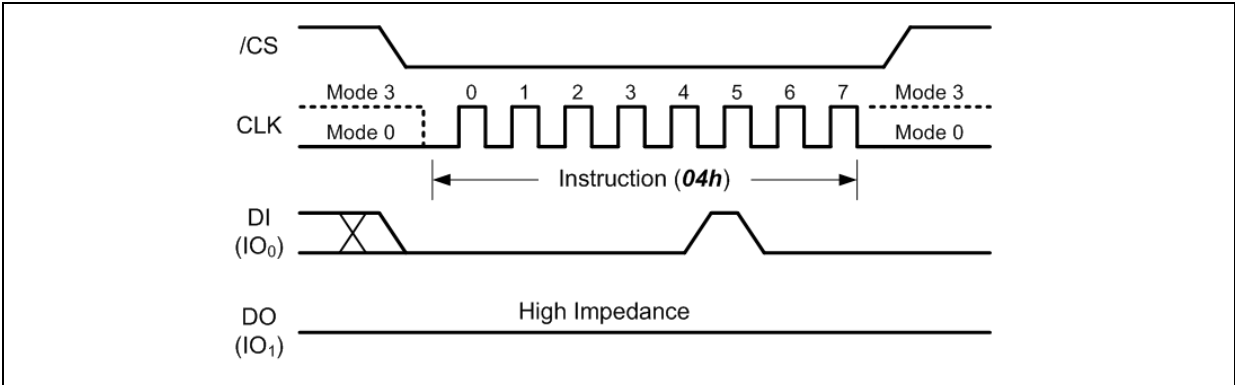 /CS
Mode 3 0 1 2 3 4 5 6 7 Mode 3
CLK
Mode 0 Mode 0
Instruction (04h)
DI
(IO₀)
High Impedance
DO
(IO₁)